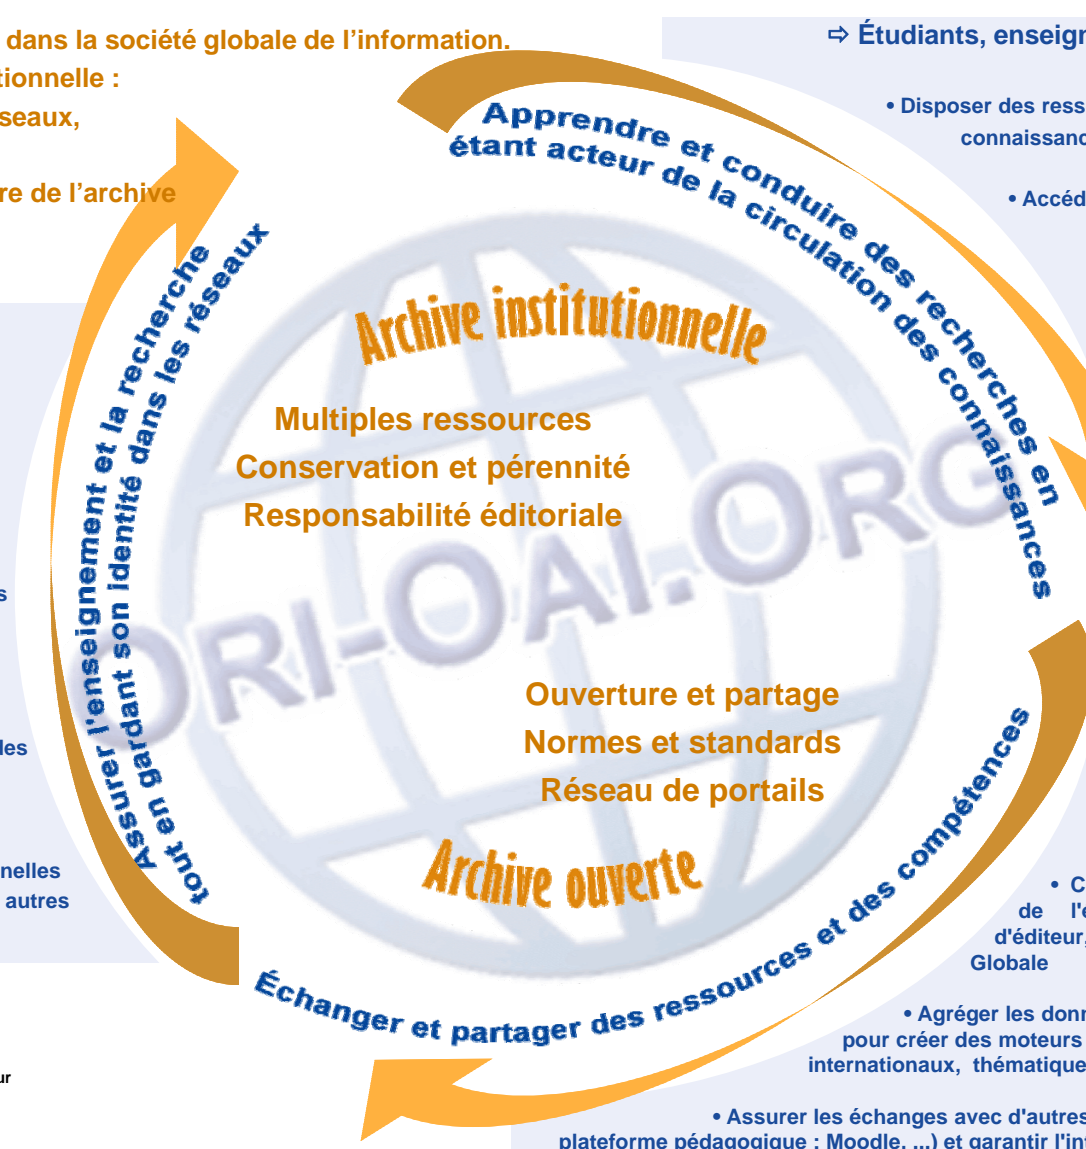 dans la société globale de l’information.
tionnelle :
seaux,
re de l’archive
⇨ Étudiants, enseign
• Disposer des ress
connaissanc
• Accéd
Apprendre et conduire des recherches en
étant acteur de la circulation des connaissances
Assurer l'enseignement et la recherche
tout en gardant son identité dans les réseaux
Archive institutionnelle
Multiples ressources
Conservation et pérennité
Responsabilité éditoriale
ORI-OAI.ORG
Ouverture et partage
Normes et standards
Réseau de portails
Archive ouverte
Échanger et partager des ressources et des compétences
s
les
nelles
autres
ur
• C
de l'e
d'éditeur,
Globale
• Agréger les donn
pour créer des moteurs
internationaux, thématique
• Assurer les échanges avec d'autres
plateforme pédagogique : Moodle, ...) et garantir l'int